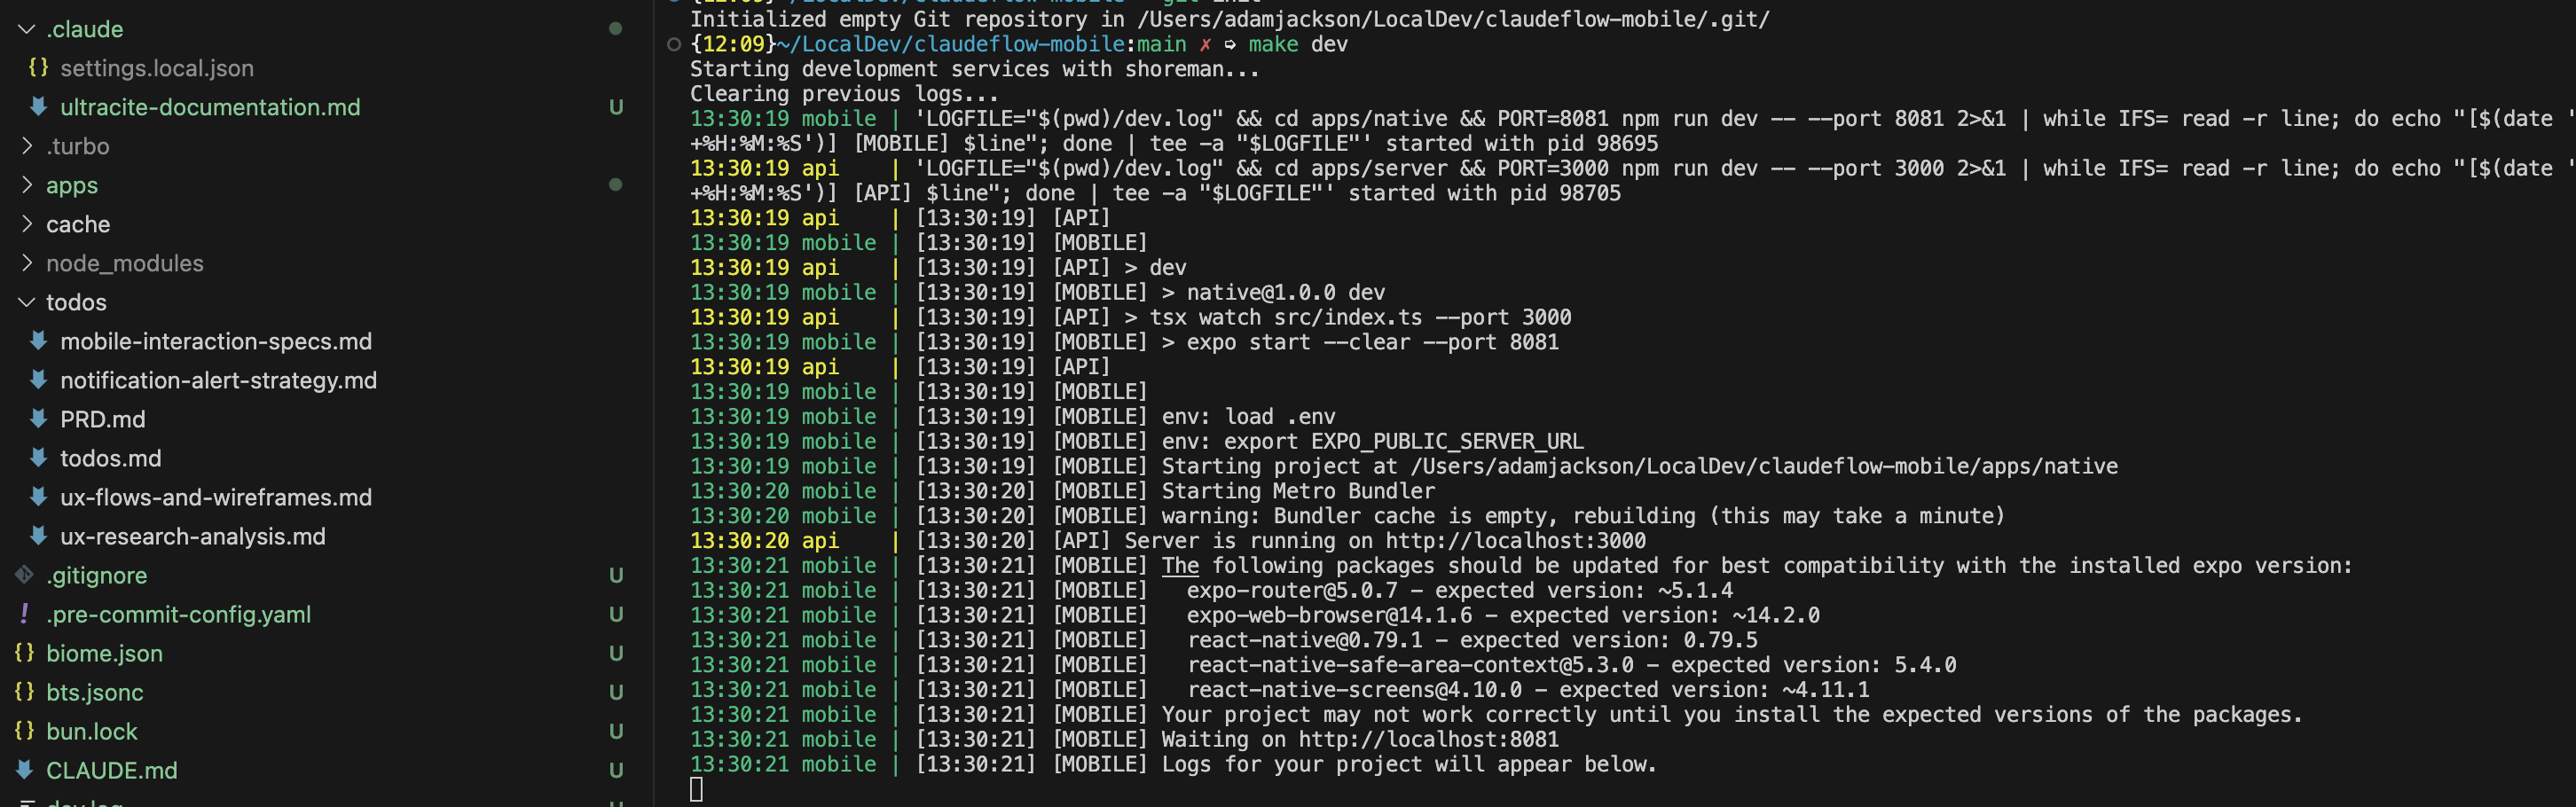 .claude
settings.local.json
ultracite-documentation.md U
.turbo
apps
cache
node_modules
todos
mobile-interaction-specs.md
notification-alert-strategy.md
PRD.md
todos.md
ux-flows-and-wireframes.md
ux-research-analysis.md
.gitignore U
.pre-commit-config.yaml U
biome.json U
bts.jsonc U
bun.lock U
CLAUDE.md U
Initialized empty Git repository in /Users/adamjackson/LocalDev/claudeflow-mobile/.git/
{12:09}~/LocalDev/claudeflow-mobile:main ✗ ➭ make dev
Starting development services with shoreman...
Clearing previous logs...
13:30:19 mobile | 'LOGFILE="$(pwd)/dev.log" && cd apps/native && PORT=8081 npm run dev -- --port 8081 2>&1 | while IFS= read -r line; do echo "[$(date '
+%H:%M:%S')] [MOBILE] $line"; done | tee -a "$LOGFILE"' started with pid 98695
13:30:19 api    | 'LOGFILE="$(pwd)/dev.log" && cd apps/server && PORT=3000 npm run dev -- --port 3000 2>&1 | while IFS= read -r line; do echo "[$(date '
+%H:%M:%S')] [API] $line"; done | tee -a "$LOGFILE"' started with pid 98705
13:30:19 api    | [13:30:19] [API]
13:30:19 mobile | [13:30:19] [MOBILE]
13:30:19 api    | [13:30:19] [API] > dev
13:30:19 mobile | [13:30:19] [MOBILE] > native@1.0.0 dev
13:30:19 api    | [13:30:19] [API] > tsx watch src/index.ts --port 3000
13:30:19 mobile | [13:30:19] [MOBILE] > expo start --clear --port 8081
13:30:19 api    | [13:30:19] [API]
13:30:19 mobile | [13:30:19] [MOBILE]
13:30:19 mobile | [13:30:19] [MOBILE] env: load .env
13:30:19 mobile | [13:30:19] [MOBILE] env: export EXPO_PUBLIC_SERVER_URL
13:30:19 mobile | [13:30:19] [MOBILE] Starting project at /Users/adamjackson/LocalDev/claudeflow-mobile/apps/native
13:30:20 mobile | [13:30:20] [MOBILE] Starting Metro Bundler
13:30:20 mobile | [13:30:20] [MOBILE] warning: Bundler cache is empty, rebuilding (this may take a minute)
13:30:20 api    | [13:30:20] [API] Server is running on http://localhost:3000
13:30:21 mobile | [13:30:21] [MOBILE] The following packages should be updated for best compatibility with the installed expo version:
13:30:21 mobile | [13:30:21] [MOBILE]   expo-router@5.0.7 - expected version: ~5.1.4
13:30:21 mobile | [13:30:21] [MOBILE]   expo-web-browser@14.1.6 - expected version: ~14.2.0
13:30:21 mobile | [13:30:21] [MOBILE]   react-native@0.79.1 - expected version: 0.79.5
13:30:21 mobile | [13:30:21] [MOBILE]   react-native-safe-area-context@5.3.0 - expected version: 5.4.0
13:30:21 mobile | [13:30:21] [MOBILE]   react-native-screens@4.10.0 - expected version: ~4.11.1
13:30:21 mobile | [13:30:21] [MOBILE] Your project may not work correctly until you install the expected versions of the packages.
13:30:21 mobile | [13:30:21] [MOBILE] Waiting on http://localhost:8081
13:30:21 mobile | [13:30:21] [MOBILE] Logs for your project will appear below.